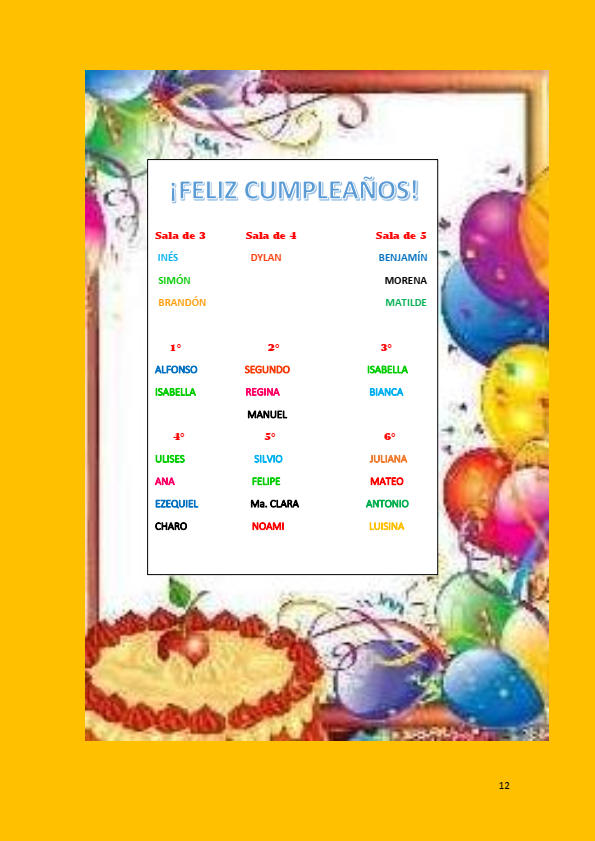 ¡FELIZ CUMPLEAÑOS!
Sala de 3 Sala de 4 Sala de 5
INÉS DYLAN BENJAMÍN
SIMÓN MORENA
BRANDÓN MATILDE
1° 2° 3°
ALFONSO SEGUNDO ISABELLA
ISABELLA REGINA BIANCA
MANUEL
4° 5° 6°
ULISES SILVIO JULIANA
ANA FELIPE MATEO
EZEQUIEL Ma. CLARA ANTONIO
CHARO NOAMI LUISINA
12